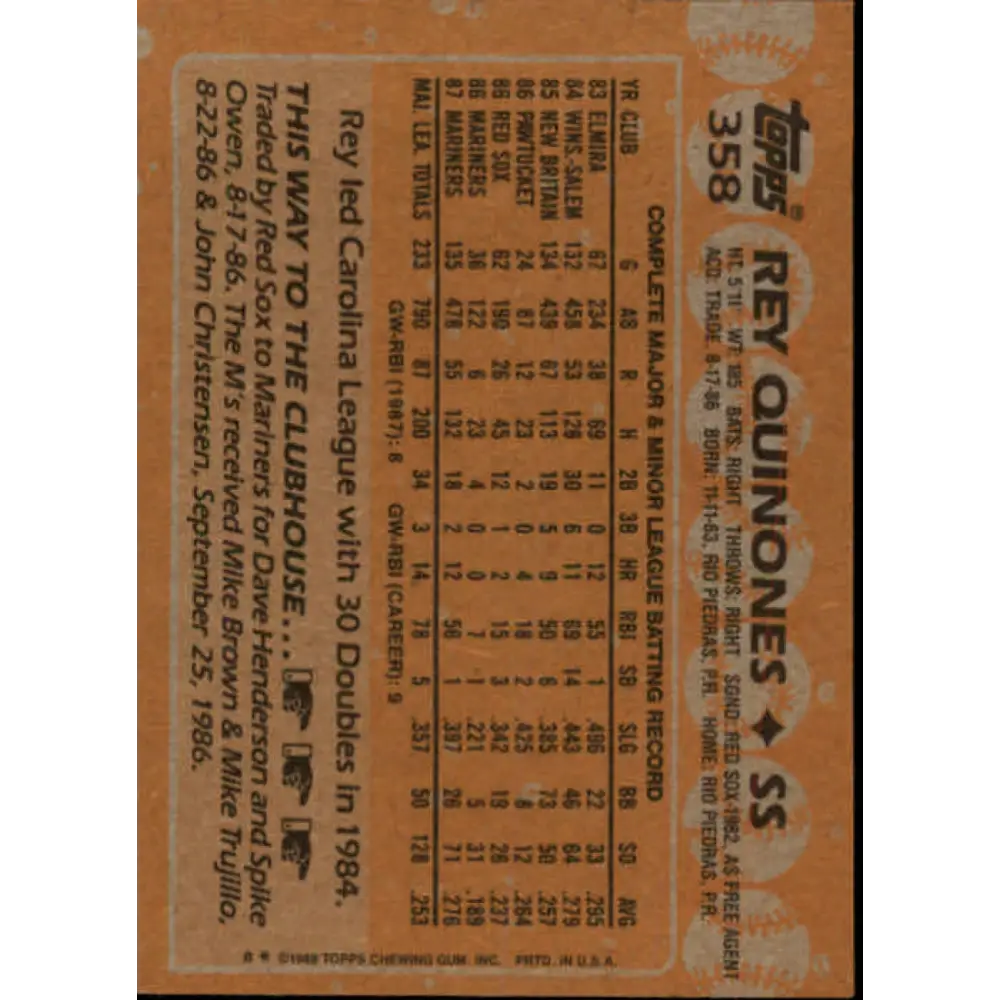 TOPPS®
358
REY QUINONES ◆ SS
HT: 5'11" WT: 185 BATS: RIGHT THROWS: RIGHT SGND: RED SOX-1982, AS FREE AGENT
ACQ: TRADE, 8-17-86 BORN: 11-11-63, RIO PIEDRAS, P.R. HOME: RIO PIEDRAS, P.R.
COMPLETE MAJOR & MINOR LEAGUE BATTING RECORD
YR CLUB G AB R H 2B 3B HR RBI SB SLG BB SO AVG
83 ELMIRA 67 234 38 69 11 0 12 55 1 .496 22 33 .295
84 WINS.-SALEM 132 458 53 128 30 6 11 69 14 .443 46 64 .279
85 NEW BRITAIN 134 439 67 113 19 5 9 50 6 .385 73 50 .257
86 PAWTUCKET 24 87 12 23 2 0 4 18 2 .425 8 12 .264
86 RED SOX 62 190 26 45 12 1 2 15 3 .342 19 26 .237
86 MARINERS 36 122 6 23 4 0 0 7 1 .221 5 31 .189
87 MARINERS 135 478 55 132 18 2 12 56 1 .397 26 71 .276
MAJ. LEA. TOTALS 233 790 87 200 34 3 14 78 5 .357 50 128 .253
GW-RBI (1987): 6 GW-RBI (CAREER): 9
Rey led Carolina League with 30 Doubles in 1984.
THIS WAY TO THE CLUBHOUSE...
Traded by Red Sox to Mariners for Dave Henderson and Spike
Owen, 8-17-86. The M's received Mike Brown & Mike Trujillo,
8-22-86 & John Christensen, September 25, 1986.
©1988 TOPPS CHEWING GUM, INC. PRTD. IN U.S.A.